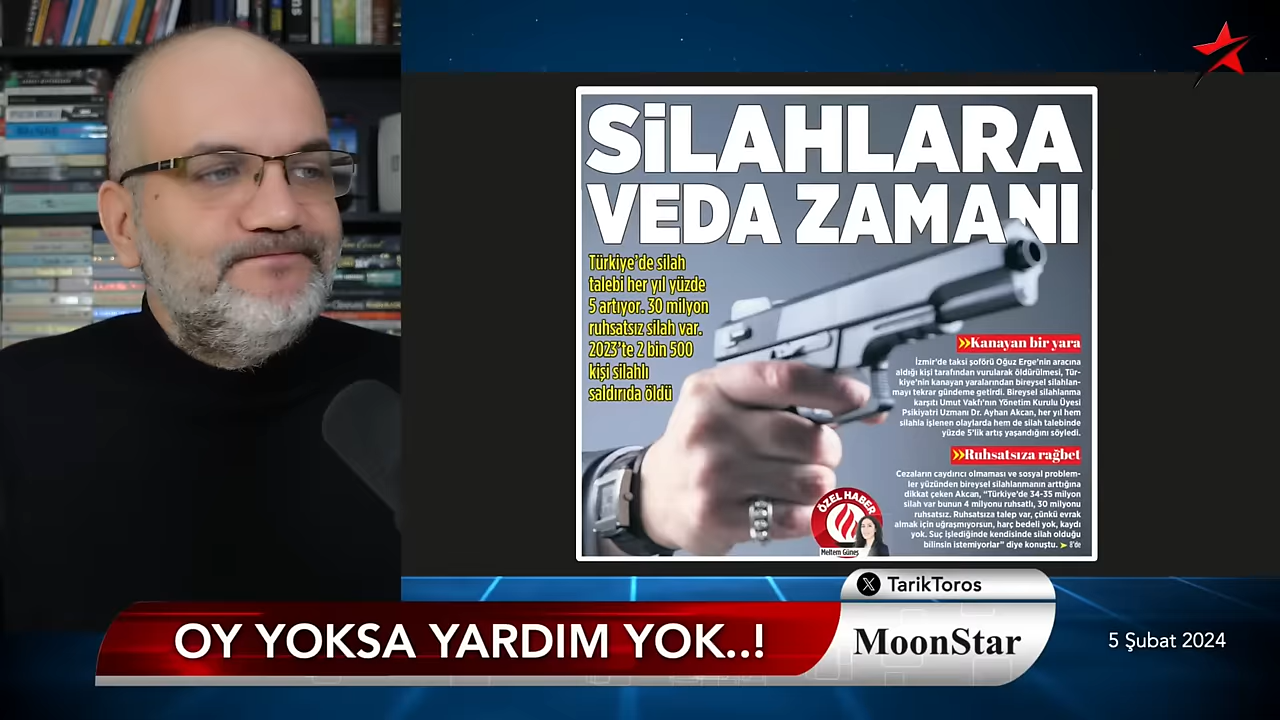 SiLAHLARA
VEDA ZAMANI
Türkiye'de silah
talebi her yıl yüzde
5 artıyor. 30 milyon
ruhsatsız silah var.
2023'te 2 bin 500
kişi silahlı
saldırıda öldü
»Kanayan bir yara
İzmir'de taksi şoförü Oğuz Erge'nin aracına
aldığı kişi tarafından vurularak öldürülmesi, Tür-
kiye'nin kanayan yaralarından bireysel silahlan-
mayı tekrar gündeme getirdi. Bireysel silahlanma
karşıtı Umut Vakfı'nın Yönetim Kurulu Üyesi
Psikiyatri Uzmanı Dr. Ayhan Akcan, her yıl hem
silahla işlenen olaylarda hem de silah talebinde
yüzde 5'lik artış yaşandığını söyledi.
»Ruhsatsıza rağbet
Cezaların caydırıcı olmaması ve sosyal problem-
ler yüzünden bireysel silahlanmanın arttığına
dikkat çeken Akcan, "Türkiye'de 34-35 milyon
silah var bunun 4 milyonu ruhsatlı, 30 milyonu
ruhsatsız. Ruhsatsıza talep var, çünkü evrak
almak için uğraşmıyorsun, harç bedeli yok, kaydı
yok. Suç işlediğinde kendisinde silah olduğu
bilinsin istemiyorlar" diye konuştu. ➤ 8'de
ÖZEL HABER
Meltem Güneş
X TarikToros
OY YOKSA YARDIM YOK..!
MoonStar
5 Şubat 2024